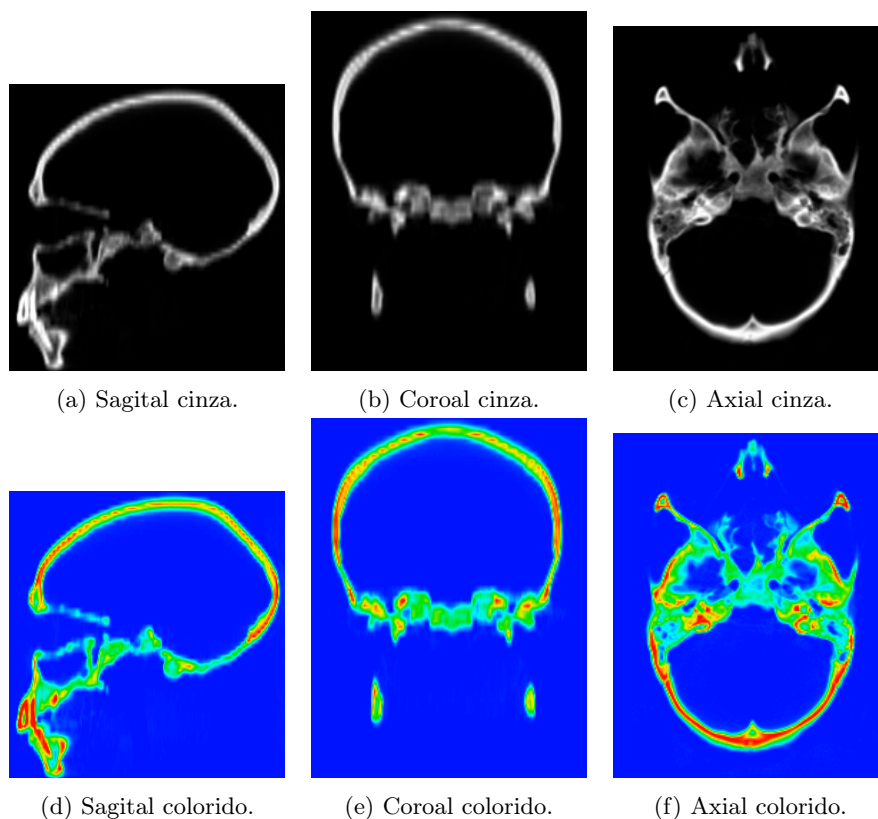 (a) Sagital cinza.
(b) Coroal cinza.
(c) Axial cinza.
(d) Sagital colorido.
(e) Coroal colorido.
(f) Axial colorido.